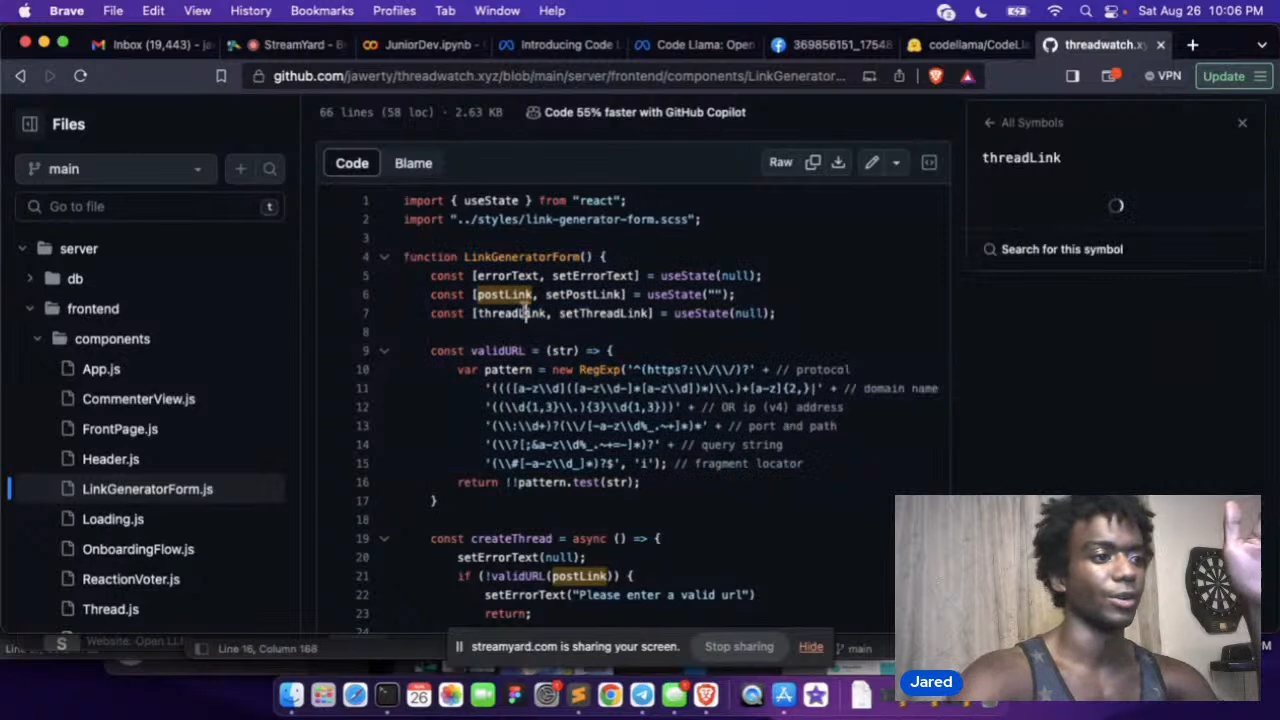 Brave File Edit View History Bookmarks Profiles Tab Window Help Sat Aug 26 10:06 PM
Inbox (19,443) - ja StreamYard - B JuniorDev.ipynb - Introducing Code L Code Llama: Open 369856151_17548 codellama/CodeLl threadwatch.xy
github.com/jawerty/threadwatch.xyz/blob/main/server/frontend/components/LinkGenerator... VPN Update
Files
main
Go to file t
server
db
frontend
components
App.js
CommenterView.js
FrontPage.js
Header.js
LinkGeneratorForm.js
Loading.js
OnboardingFlow.js
ReactionVoter.js
Thread.js
66 lines (58 loc) · 2.63 KB Code 55% faster with GitHub Copilot
Code Blame Raw
1 import { useState } from "react";
2 import "../styles/link-generator-form.scss";
3
4 function LinkGeneratorForm() {
5 const [errorText, setErrorText] = useState(null);
6 const [postLink, setPostLink] = useState("");
7 const [threadLink, setThreadLink] = useState(null);
8
9 const validURL = (str) => {
10 var pattern = new RegExp('^(https?:\\/\\/)?' + // protocol
11 '((([a-z\\d]([a-z\\d-]*[a-z\\d])*)\\.)+[a-z]{2,}|' + // domain name
12 '((\\d{1,3}\\.){3}\\d{1,3}))' + // OR ip (v4) address
13 '(\\:\\d+)?(\\/[-a-z\\d%_.~+]*)*' + // port and path
14 '(\\?[;&a-z\\d%_.~+=-]*)?' + // query string
15 '(\\#[-a-z\\d_]*)?$', 'i'); // fragment locator
16 return !!pattern.test(str);
17 }
18
19 const createThread = async () => {
20 setErrorText(null);
21 if (!validURL(postLink)) {
22 setErrorText("Please enter a valid url")
23 return;
24
All Symbols
threadLink
Search for this symbol
S Website: Open Ll
Line 16, Column 168
streamyard.com is sharing your screen. Stop sharing Hide
main
Jared